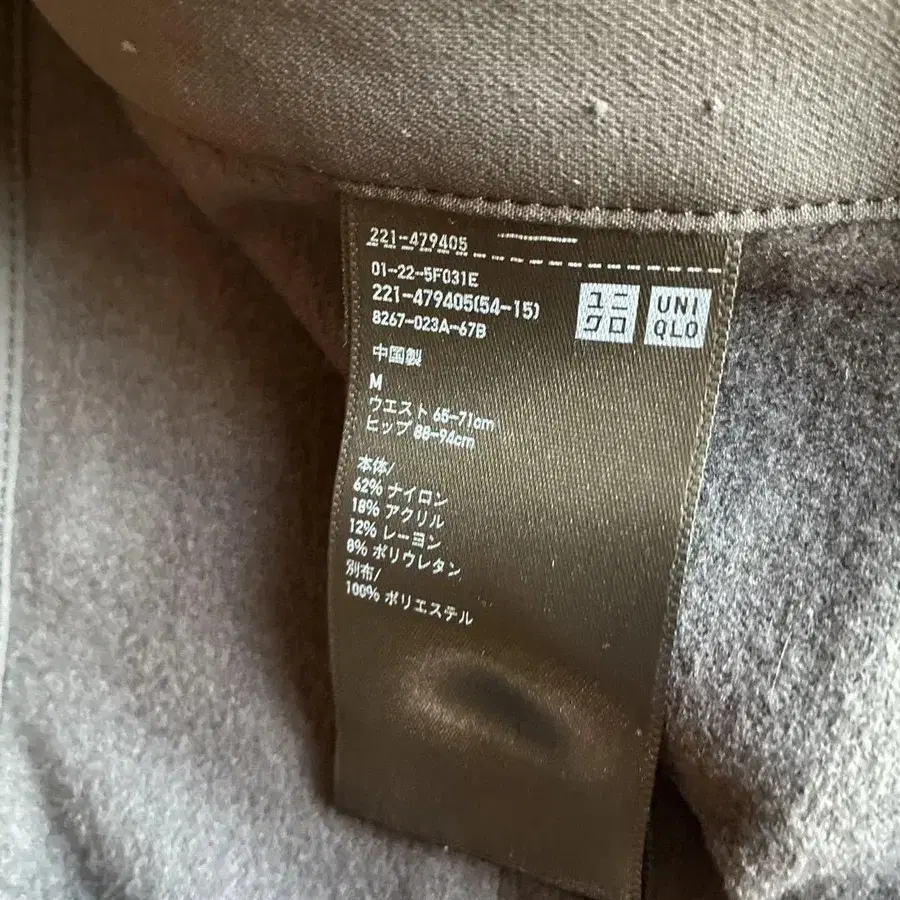 221-479405
01-22-5F031E
221-479405(54-15)
8267-023A-67B
ユニ
クロ
UNI
QLO
中国製
M
ウエスト 65-71cm
ヒップ 88-94cm
本体/
62% ナイロン
18% アクリル
12% レーヨン
8% ポリウレタン
別布/
100% ポリエステル